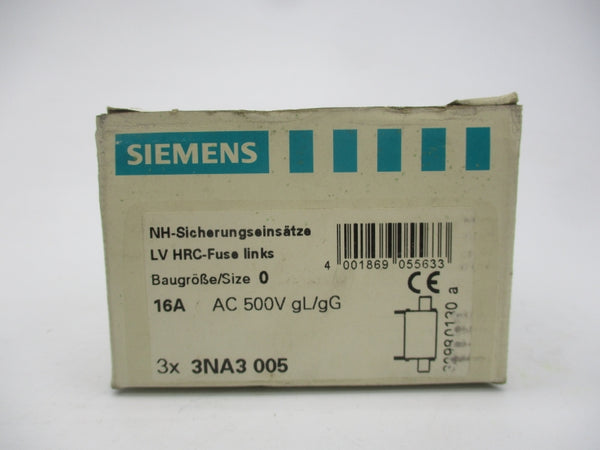 SIEMENS
NH-Sicherungseinsätze
LV HRC-Fuse links
Baugröße/Size 0
16A AC 500V gL/gG
3x 3NA3 005
4 001869 055633
CE